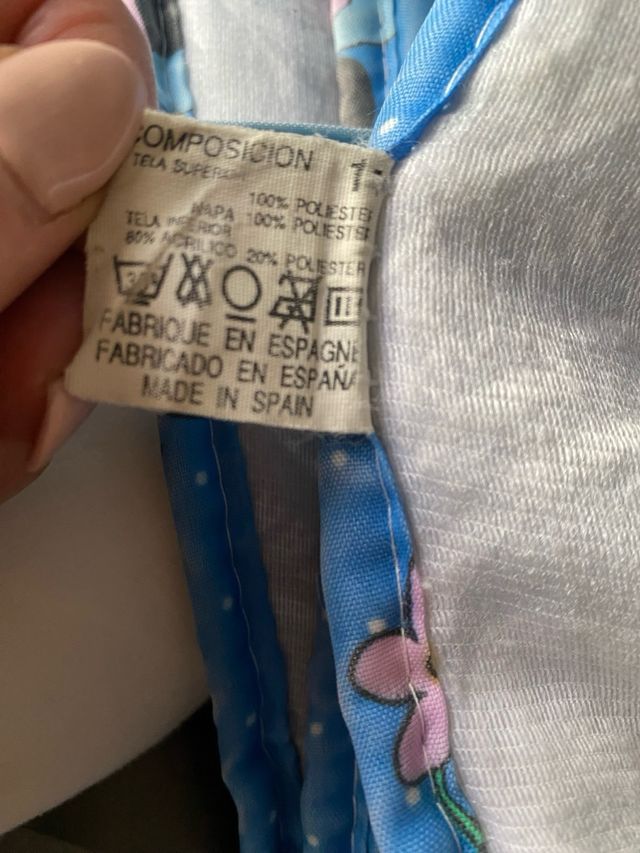 COMPOSICION
TELA SUPERI
100% POLIESTER
NAPA 100% POLIESTER
TELA INFERIOR
80% ACRILICO 20% POLIESTER
FABRIQUE EN ESPAGNE
FABRICADO EN ESPAÑA
MADE IN SPAIN